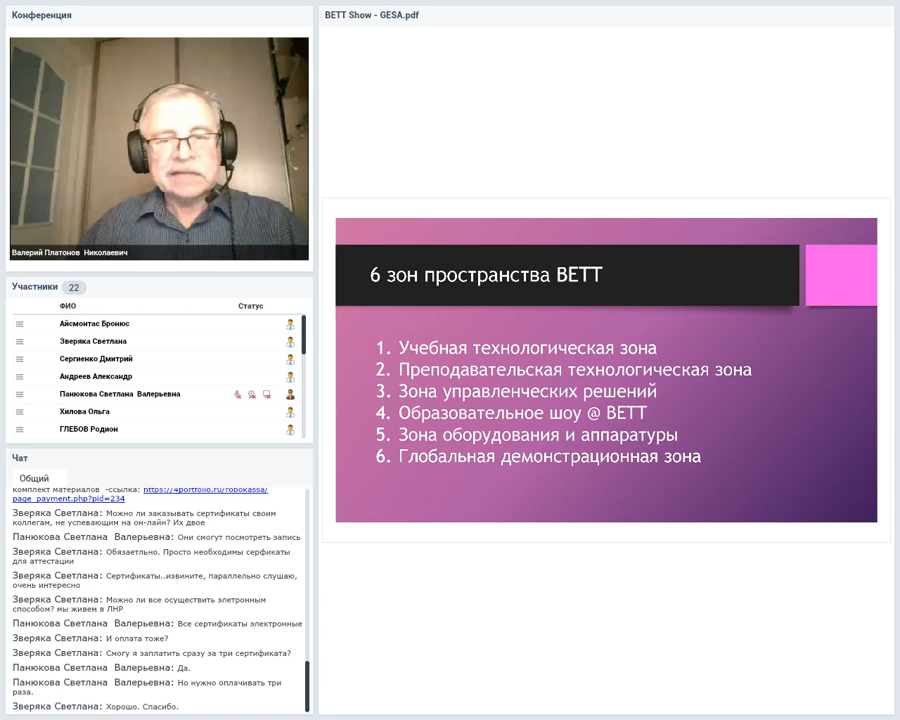 Конференция
Валерий Платонов  Николаевич
Участники 22
ФИО Статус
Айсмонтас Бронюс
Зверяка Светлана
Сергиенко Дмитрий
Андреев Александр
Панюкова Светлана  Валерьевна
Хилова Ольга
ГЛЕБОВ Родион
Чат
Общий
комплект материалов  -ссылка: https://4portfolio.ru/robokassa/
page_payment.php?pid=234
Зверяка Светлана: Можно ли заказывать сертификаты своим
коллегам, не успевающим на он-лайн? Их двое
Панюкова Светлана  Валерьевна: Они смогут посмотреть запись
Зверяка Светлана: Обязаетльно. Просто необходимы серфикаты
для аттестации
Зверяка Светлана: Сертификаты..извините, параллельно слушаю,
очень интересно
Зверяка Светлана: Можно ли все осуществить элетронным
способом? мы живем в ЛНР
Панюкова Светлана  Валерьевна: Все сертификаты электронные
Зверяка Светлана: И оплата тоже?
Зверяка Светлана: Смогу я заплатить сразу за три сертификата?
Панюкова Светлана  Валерьевна: Да.
Панюкова Светлана  Валерьевна: Но нужно оплачивать три
раза.
Зверяка Светлана: Хорошо. Спасибо.
BETT Show - GESA.pdf
6 зон пространства BETT
1. Учебная технологическая зона
2. Преподавательская технологическая зона
3. Зона управленческих решений
4. Образовательное шоу @ BETT
5. Зона оборудования и аппаратуры
6. Глобальная демонстрационная зона